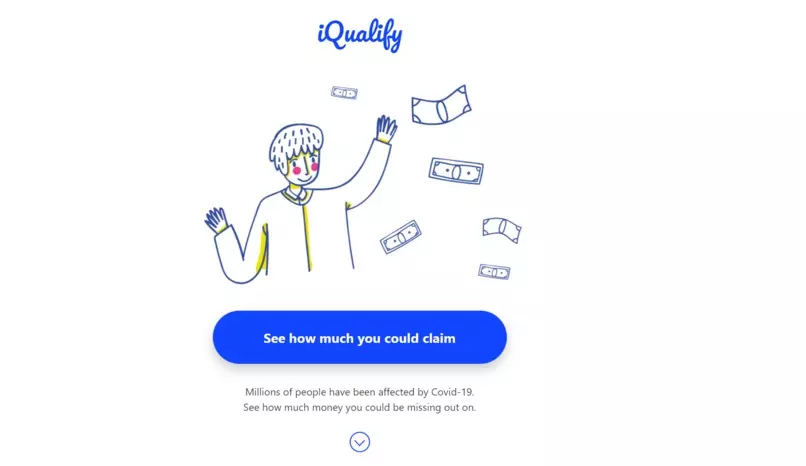 iQualify
See how much you could claim
Millions of people have been affected by Covid-19.
See how much money you could be missing out on.